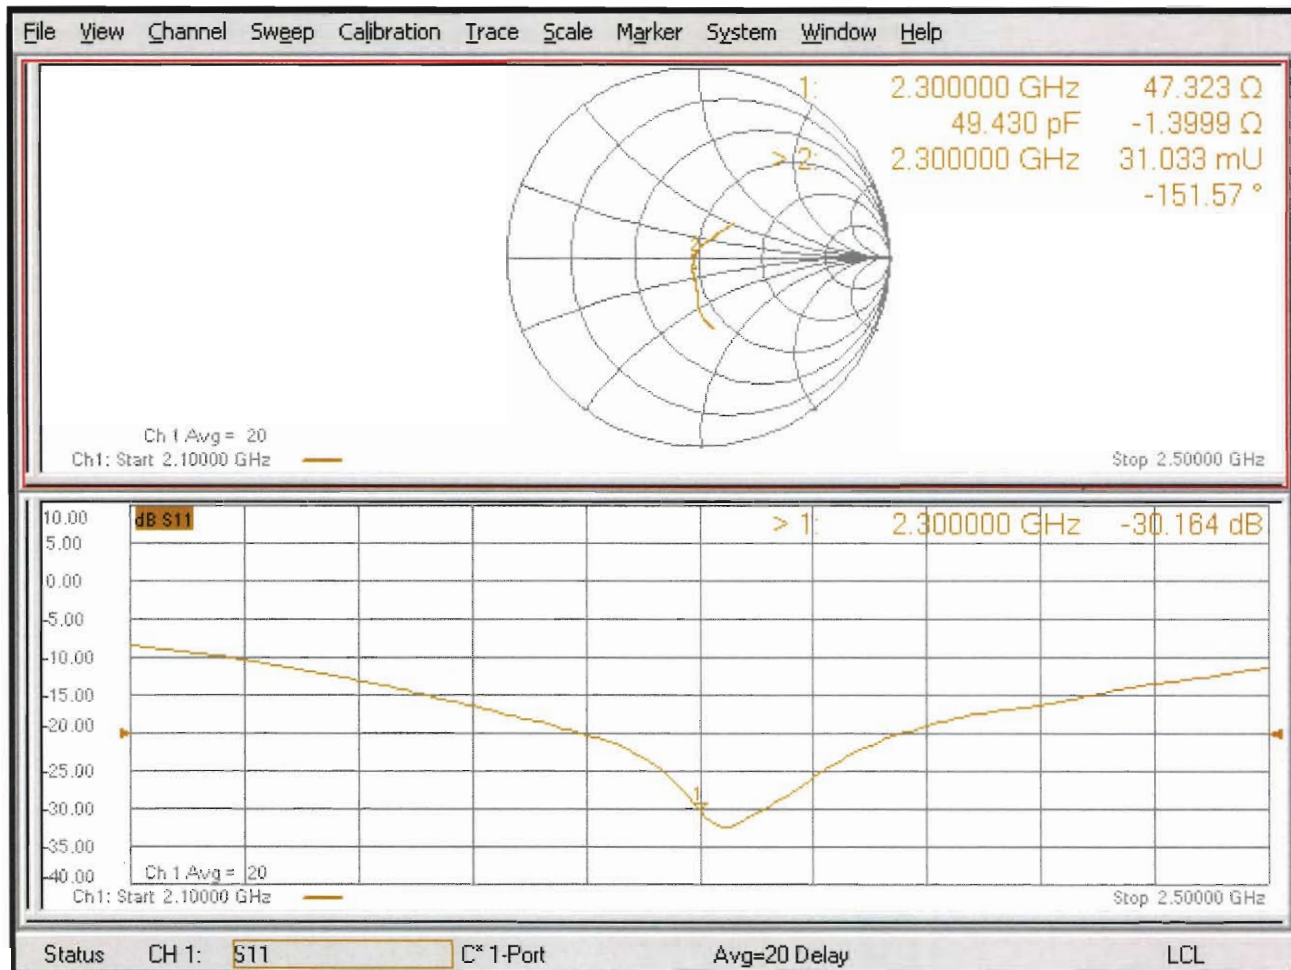 File View Channel Sweep Calibration Trace Scale Marker System Window Help
1: 2.300000 GHz 47.323 Ω
49.430 pF -1.3999 Ω
> 2: 2.300000 GHz 31.033 mU
-151.57 °
2
1
Ch 1 Avg = 20
Ch1: Start 2.10000 GHz
Stop 2.50000 GHz
10.00
5.00
0.00
-5.00
-10.00
-15.00
-20.00
-25.00
-30.00
-35.00
-40.00
dB S11
> 1: 2.300000 GHz -30.164 dB
1
Ch 1 Avg = 20
Ch1: Start 2.10000 GHz
Stop 2.50000 GHz
Status CH 1: S11 C* 1-Port Avg=20 Delay LCL